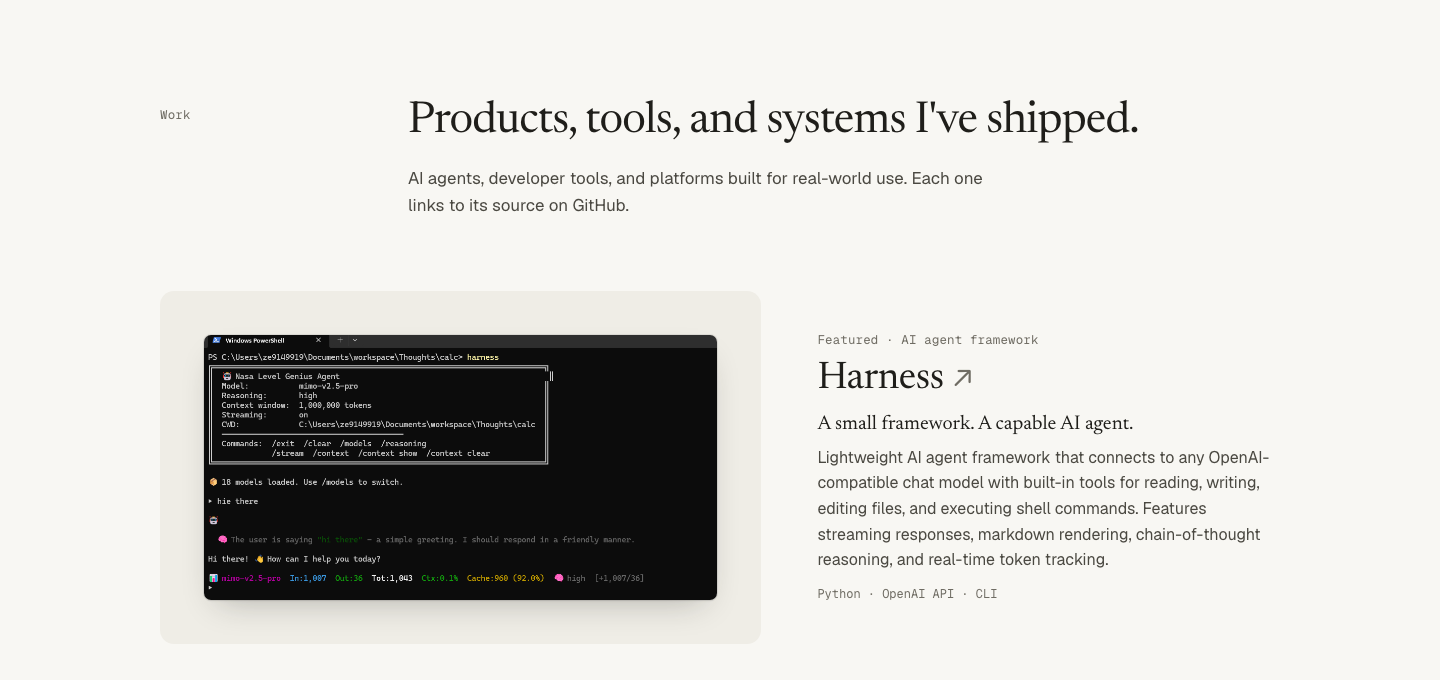 Work
Products, tools, and systems I've shipped.
AI agents, developer tools, and platforms built for real-world use. Each one
links to its source on GitHub.
Windows PowerShell
PS C:\Users\ze9149919\Documents\workspace\Thoughts\calc> harness
Nasa Level Genius Agent
Model: mimo-v2.5-pro
Reasoning: high
Context window: 1,000,000 tokens
Streaming: on
CWD: C:\Users\ze9149919\Documents\workspace\Thoughts\calc
Commands: /exit /clear /models /reasoning
/stream /context /context show /context clear
18 models loaded. Use /models to switch.
hie there
The user is saying "hi there" — a simple greeting. I should respond in a friendly manner.
Hi there! 👋 How can I help you today?
mimo-v2.5-pro In:1,007 Out:36 Tot:1,043 Ctx:0.1% Cache:960 (92.0%) 🧠 high [+1,007/36]
Featured · AI agent framework
Harness ↗
A small framework. A capable AI agent.
Lightweight AI agent framework that connects to any OpenAI-
compatible chat model with built-in tools for reading, writing,
editing files, and executing shell commands. Features
streaming responses, markdown rendering, chain-of-thought
reasoning, and real-time token tracking.
Python · OpenAI API · CLI